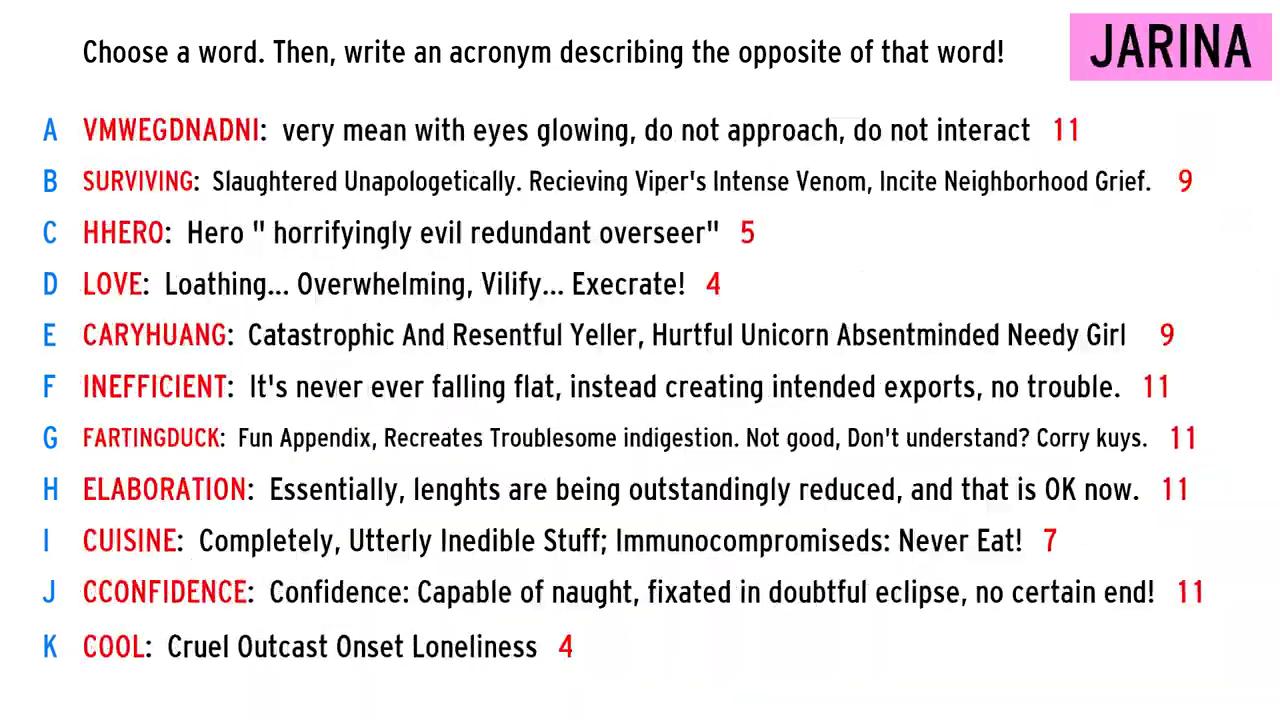 Choose a word. Then, write an acronym describing the opposite of that word!
JARINA
A VMWEGDNADNI: very mean with eyes glowing, do not approach, do not interact 11
B SURVIVING: Slaughtered Unapologetically. Recieving Viper's Intense Venom, Incite Neighborhood Grief. 9
C HHERO: Hero " horrifyingly evil redundant overseer" 5
D LOVE: Loathing... Overwhelming, Vilify... Execrate! 4
E CARYHUANG: Catastrophic And Resentful Yeller, Hurtful Unicorn Absentminded Needy Girl 9
F INEFFICIENT: It's never ever falling flat, instead creating intended exports, no trouble. 11
G FARTINGDUCK: Fun Appendix, Recreates Troublesome indigestion. Not good, Don't understand? Corry kuys. 11
H ELABORATION: Essentially, lenghts are being outstandingly reduced, and that is OK now. 11
I CUISINE: Completely, Utterly Inedible Stuff; Immunocompromiseds: Never Eat! 7
J CCONFIDENCE: Confidence: Capable of naught, fixated in doubtful eclipse, no certain end! 11
K COOL: Cruel Outcast Onset Loneliness 4